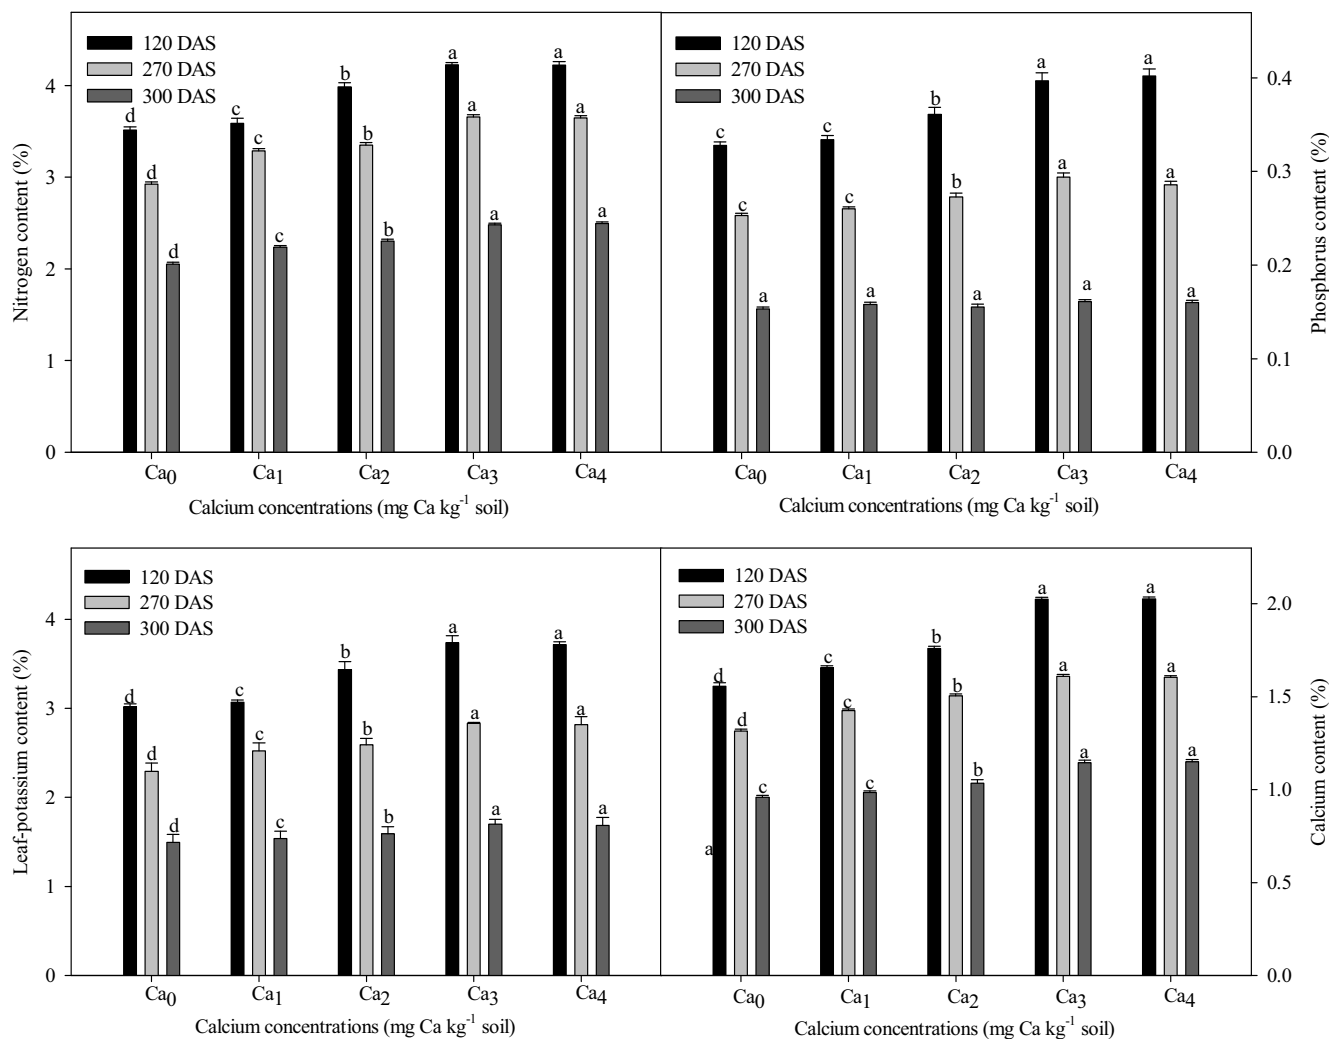 120 DAS
270 DAS
300 DAS
Nitrogen content (%)
4
3
2
1
0
d
d
d
c
c
c
b
b
b
a
a
a
a
a
a
Ca0
Ca1
Ca2
Ca3
Ca4
Calcium concentrations (mg Ca kg-1 soil)
120 DAS
270 DAS
300 DAS
Phosphorus content (%)
0.4
0.3
0.2
0.1
0.0
c
c
a
c
c
a
b
b
a
a
a
a
a
a
a
Ca0
Ca1
Ca2
Ca3
Ca4
Calcium concentrations (mg Ca kg-1 soil)
120 DAS
270 DAS
300 DAS
Leaf-potassium content (%)
4
3
2
1
0
d
d
d
c
c
c
b
b
b
a
a
a
a
a
a
Ca0
Ca1
Ca2
Ca3
Ca4
Calcium concentrations (mg Ca kg-1 soil)
120 DAS
270 DAS
300 DAS
Calcium content (%)
2.0
1.5
1.0
0.5
0.0
a
d
d
c
c
c
c
b
b
b
a
a
a
a
a
a
Ca0
Ca1
Ca2
Ca3
Ca4
Calcium concentrations (mg Ca kg-1 soil)